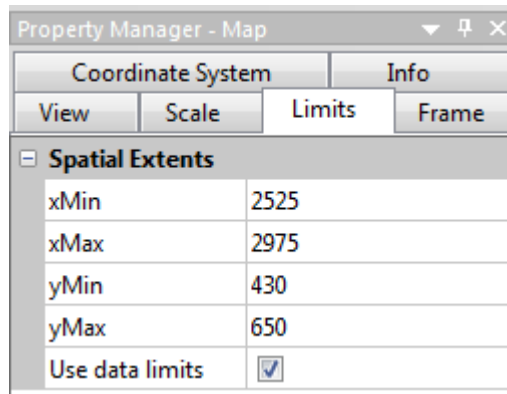 Property Manager - Map
Coordinate System Info
View Scale Limits Frame
Spatial Extents
xMin 2525
xMax 2975
yMin 430
yMax 650
Use data limits